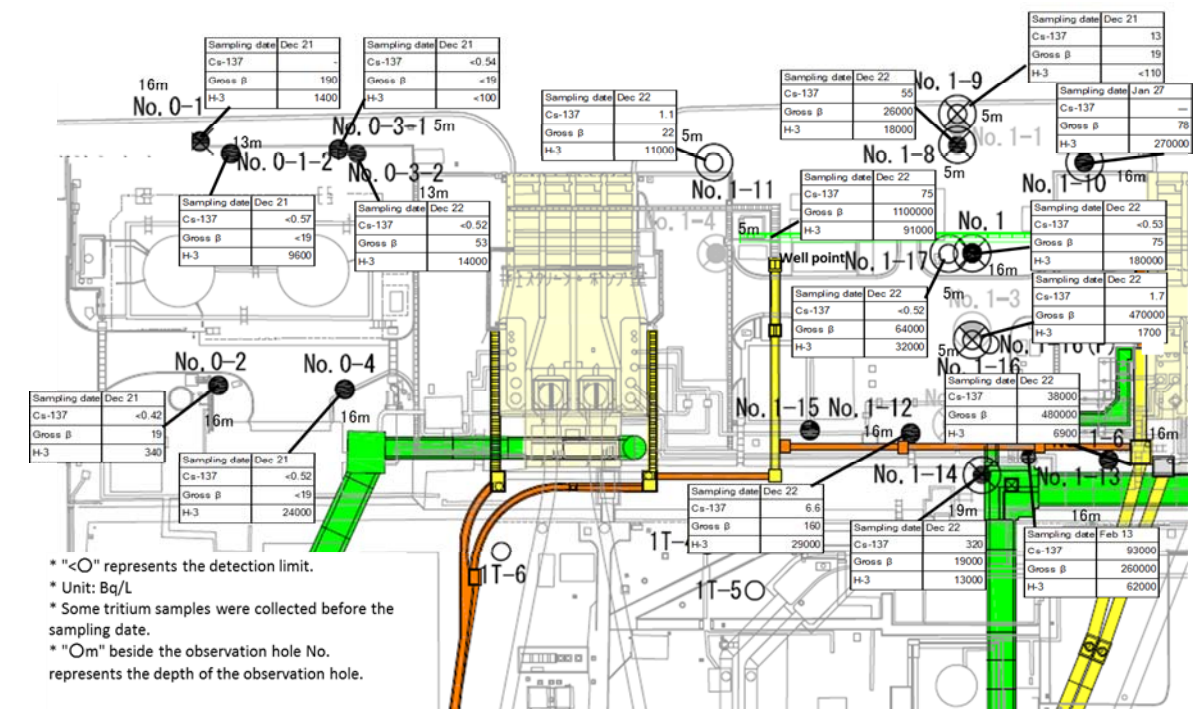 Sampling date Dec 21
Cs-137 -
Gross β 190
H-3 1400
Sampling date Dec 21
Cs-137 <0.54
Gross β <19
H-3 <100
Sampling date Dec 21
Cs-137 13
Gross β 19
H-3 <110
16m
No. 0-1
Sampling date Dec 22
Cs-137 1.1
Gross β 22
H-3 11000
Sampling date Dec 22
Cs-137 55
Gross β 26000
H-3 18000
No. 1-9
5m
Sampling date Jan 27
Cs-137 —
Gross β 78
H-3 270000
13m
No. 0-1-2
No. 0-3-1 5m
No. 0-3-2
13m
5m
No. 1-11
No. 1-1
No. 1-8
5m
No. 1-10
16m
Sampling date Dec 21
Cs-137 <0.57
Gross β <19
H-3 9600
Sampling date Dec 22
Cs-137 <0.52
Gross β 53
H-3 14000
No. 1-4
Sampling date Dec 22
Cs-137 75
Gross β 1100000
H-3 91000
5m
Well point
No. 1-17
5m
No. 1
16m
Sampling date Dec 22
Cs-137 <0.53
Gross β 75
H-3 180000
Sampling date Dec 22
Cs-137 <0.52
Gross β 64000
H-3 32000
No. 1-3
Sampling date Dec 22
Cs-137 1.7
Gross β 470000
H-3 1700
5m
No. 1-16
No. 0-2
16m
No. 0-4
16m
Sampling date Dec 21
Cs-137 <0.42
Gross β 19
H-3 340
Sampling date Dec 21
Cs-137 <0.52
Gross β <19
H-3 24000
Sampling date Dec 22
Cs-137 38000
Gross β 480000
H-3 6900
No. 1-15
No. 1-12
16m
1-6
16m
No. 1-14
19m
No. 1-13
16m
Sampling date Dec 22
Cs-137 6.6
Gross β 160
H-3 29000
Sampling date Dec 22
Cs-137 320
Gross β 19000
H-3 13000
Sampling date Feb 13
Cs-137 93000
Gross β 260000
H-3 62000
1T-6
1T-5
* "<O" represents the detection limit.
* Unit: Bq/L
* Some tritium samples were collected before the
sampling date.
* "Om" beside the observation hole No.
represents the depth of the observation hole.